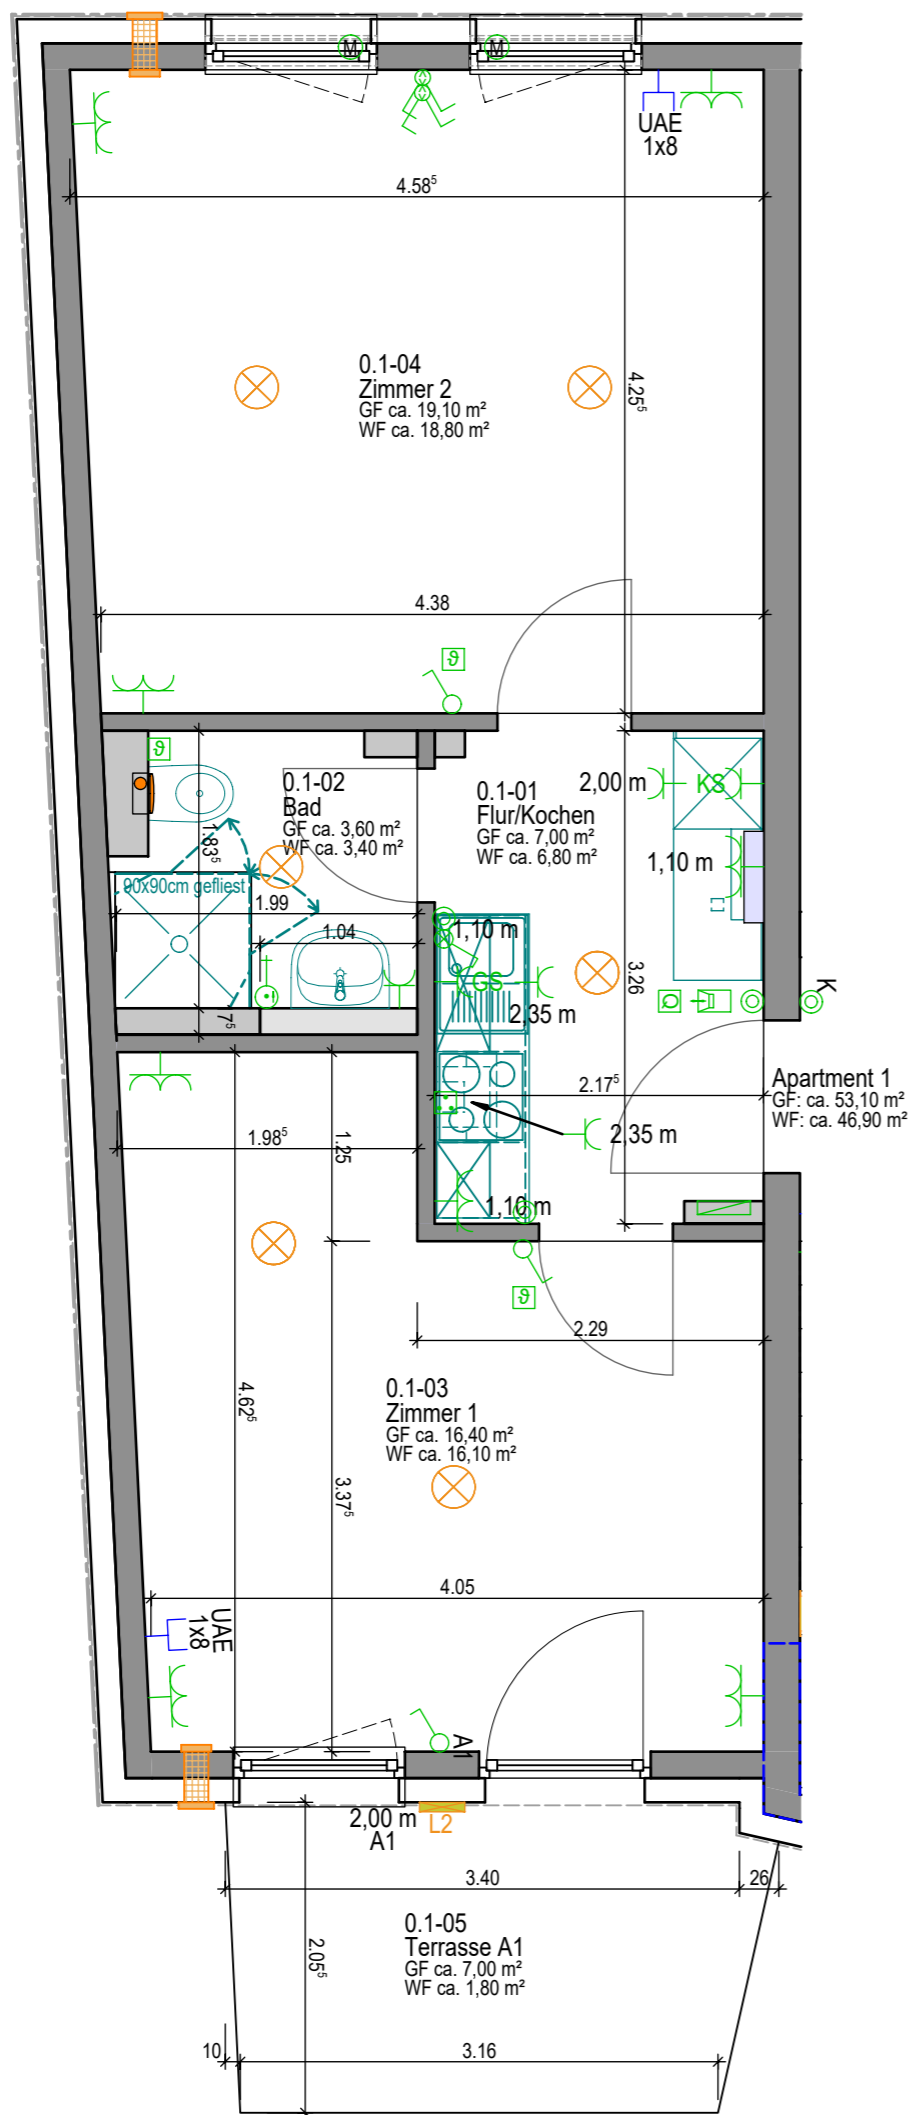 M
M
UAE
1x8
4.58⁵
0.1-04
Zimmer 2
GF ca. 19,10 m²
WF ca. 18,80 m²
4.25⁵
4.38
ϑ
ϑ
0.1-02
Bad
GF ca. 3,60 m²
WF ca. 3,40 m²
0.1-01
Flur/Kochen
GF ca. 7,00 m²
WF ca. 6,80 m²
2,00 m
KS
1,10 m
1.83⁵
90x90cm gefliest
1.99
1.04
1,10 m
GS
2,35 m
3.26
K
7⁵
2.17⁵
Apartment 1
GF: ca. 53,10 m²
WF: ca. 46,90 m²
2,35 m
1.98⁵
1.25
1,10 m
ϑ
2.29
0.1-03
Zimmer 1
GF ca. 16,40 m²
WF ca. 16,10 m²
4.62⁵
3.37⁵
4.05
UAE
1x8
A1
2,00 m
A1
L2
3.40
26
0.1-05
Terrasse A1
GF ca. 7,00 m²
WF ca. 1,80 m²
2.05⁵
10
3.16